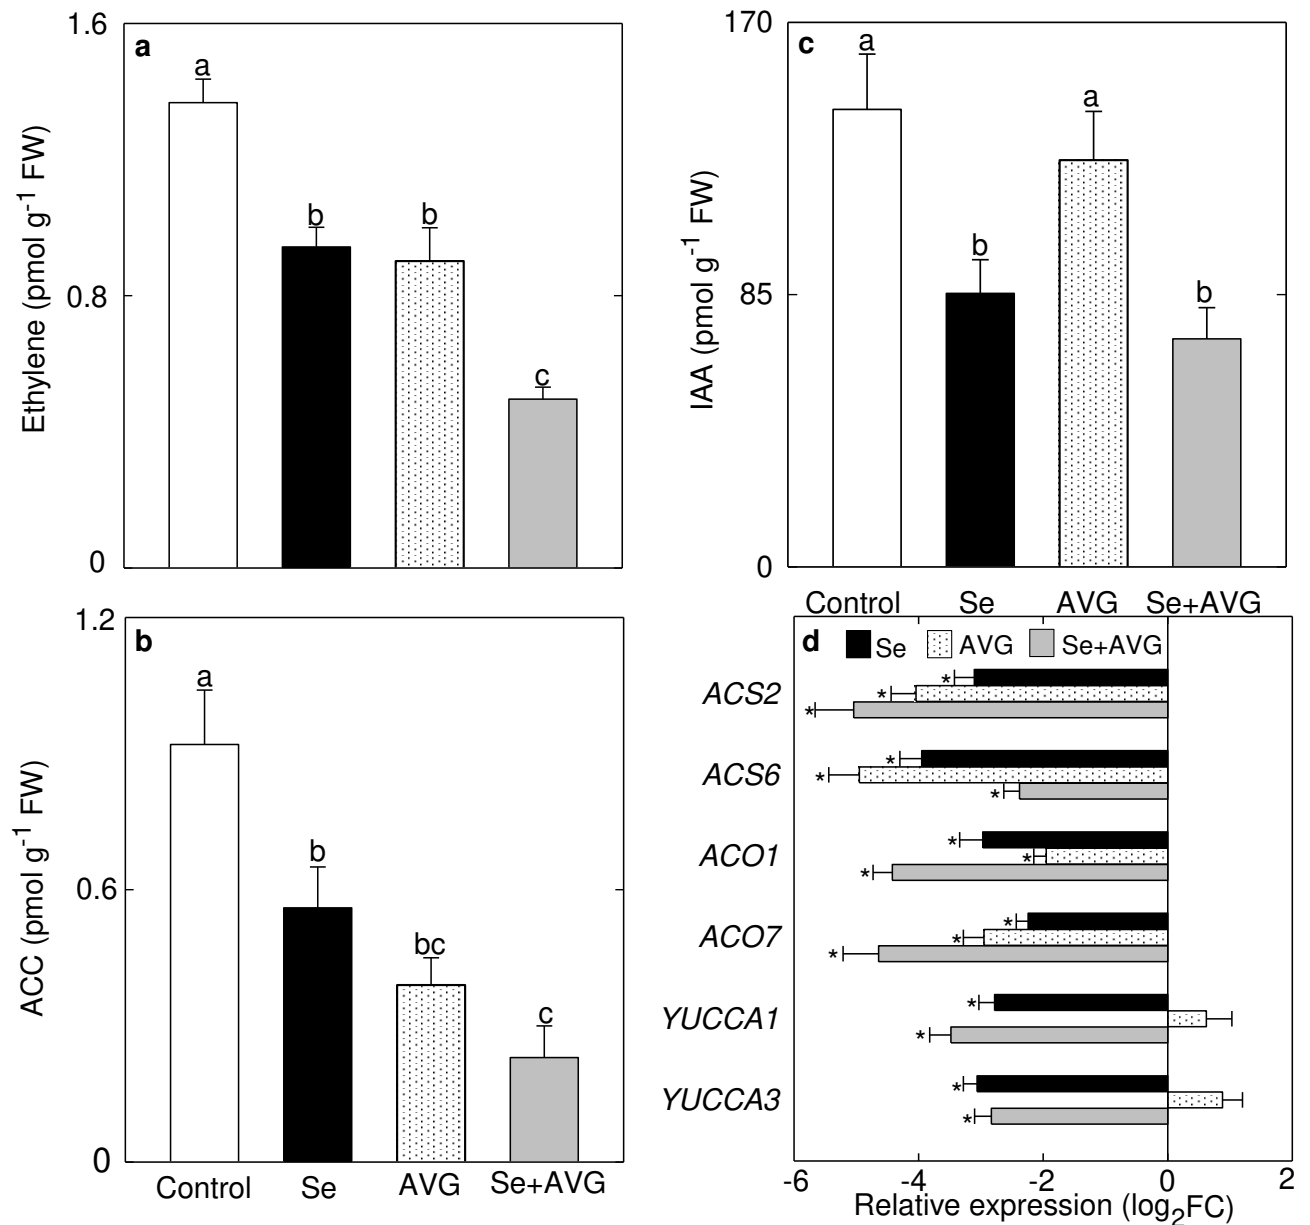 a
Ethylene (pmol g⁻¹ FW)
1.6
0.8
0
a
b
b
c
c
IAA (pmol g⁻¹ FW)
170
85
0
a
b
a
b
Control Se AVG Se+AVG
b
ACC (pmol g⁻¹ FW)
1.2
0.6
0
a
b
bc
c
Control Se AVG Se+AVG
d
Se AVG Se+AVG
ACS2 * * *
ACS6 * * *
ACO1 * * *
ACO7 * * *
YUCCA1 * *
YUCCA3 * *
-6 -4 -2 0 2
Relative expression (log₂FC)